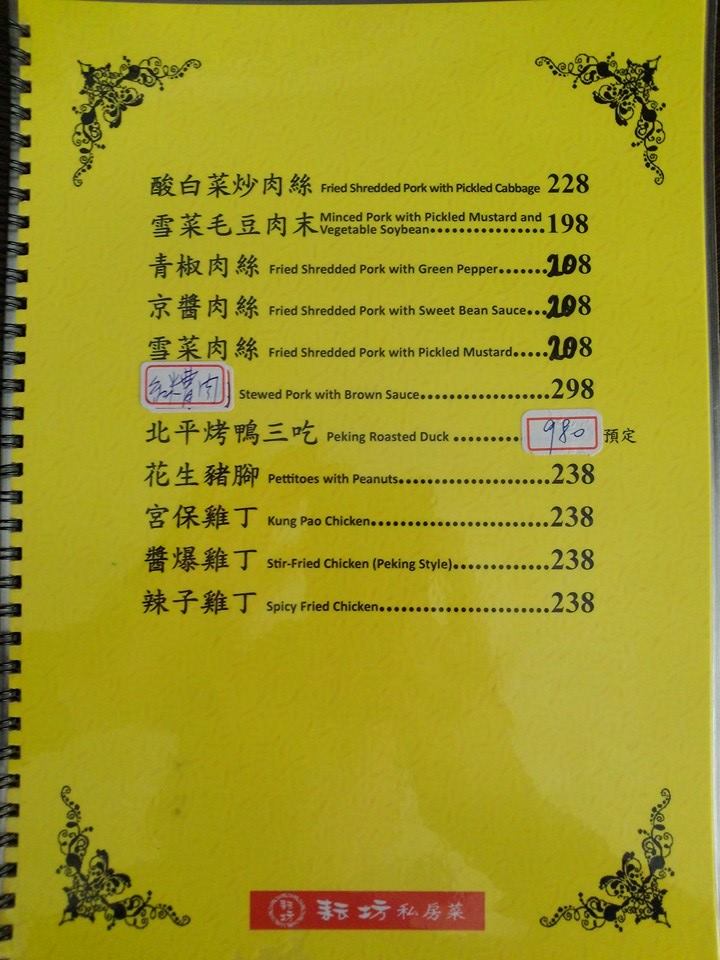 酸白菜炒肉絲 Fried Shredded Pork with Pickled Cabbage 228
雪菜毛豆肉末 Minced Pork with Pickled Mustard and Vegetable Soybean 198
青椒肉絲 Fried Shredded Pork with Green Pepper 208
京醬肉絲 Fried Shredded Pork with Sweet Bean Sauce 208
雪菜肉絲 Fried Shredded Pork with Pickled Mustard 208
紅糟肉 Stewed Pork with Brown Sauce 298
北平烤鴨三吃 Peking Roasted Duck 980 預定
花生豬腳 Pettitoes with Peanuts 238
宮保雞丁 Kung Pao Chicken 238
醬爆雞丁 Stir-Fried Chicken (Peking Style) 238
辣子雞丁 Spicy Fried Chicken 238
耘坊 耘坊 私房菜